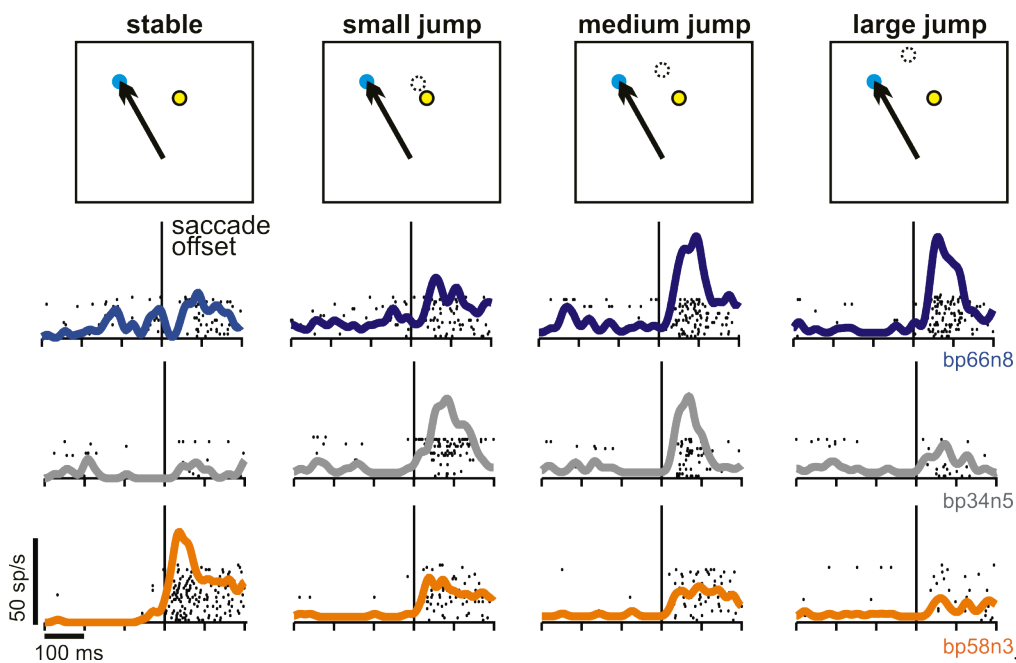 stable
small jump
medium jump
large jump
saccade
offset
bp66n8
bp34n5
50 sp/s
100 ms
bp58n3